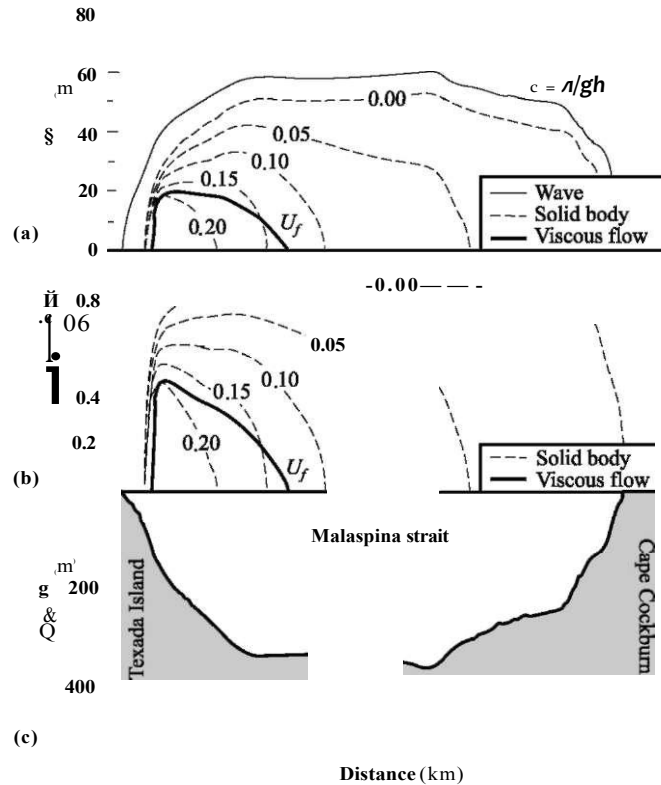 80
60
m
§
40
20
0
(a)
c = л/gh
0.00
0.05
0.10
0.15
0.20
U_f
Wave
Solid body
Viscous flow
Й 0.8
06
0.4
0.2
(b)
-0.00— — -
0.05
0.10
0.15
0.20
U_f
Solid body
Viscous flow
Malaspina strait
Texada Island
Cape Cockburn
(m)
g 200
&
Q
400
(c)
Distance (km)